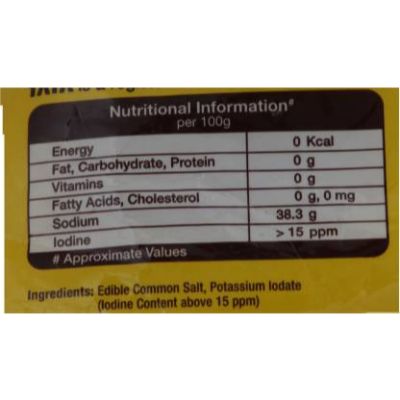 TATA is a
Nutritional Information#
per 100g
Energy 0 Kcal
Fat, Carbohydrate, Protein 0 g
Vitamins 0 g
Fatty Acids, Cholesterol 0 g, 0 mg
Sodium 38.3 g
Iodine > 15 ppm
# Approximate Values
Ingredients: Edible Common Salt, Potassium Iodate
(Iodine Content above 15 ppm)